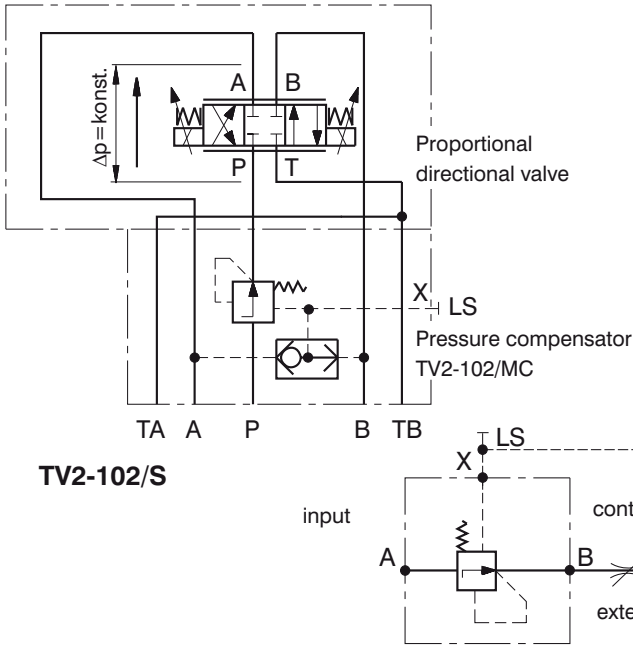 A B
Δp=konst.
P T
Proportional
directional valve
X LS
Pressure compensator
TV2-102/MC
TA A P B TB
TV2-102/S
LS
X
input
A B